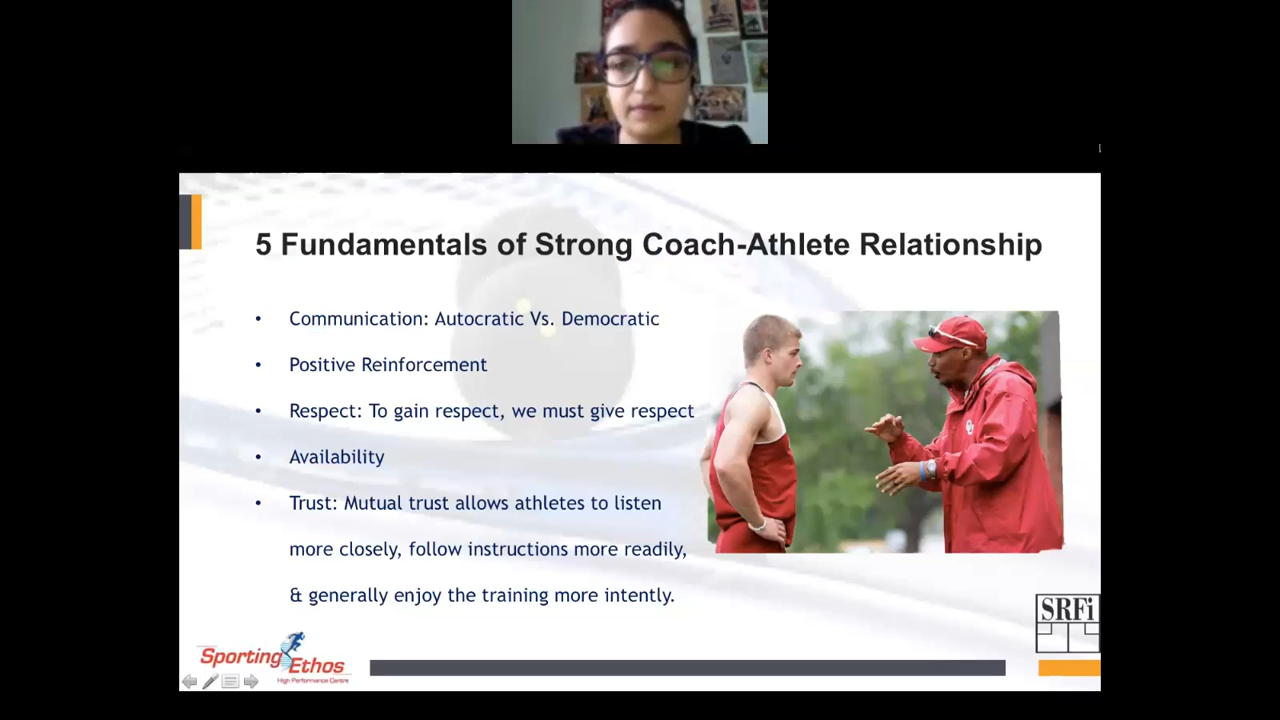 5 Fundamentals of Strong Coach-Athlete Relationship
• Communication: Autocratic Vs. Democratic
• Positive Reinforcement
• Respect: To gain respect, we must give respect
• Availability
• Trust: Mutual trust allows athletes to listen
more closely, follow instructions more readily,
& generally enjoy the training more intently.
SRFi
Sporting Ethos
High Performance Centre